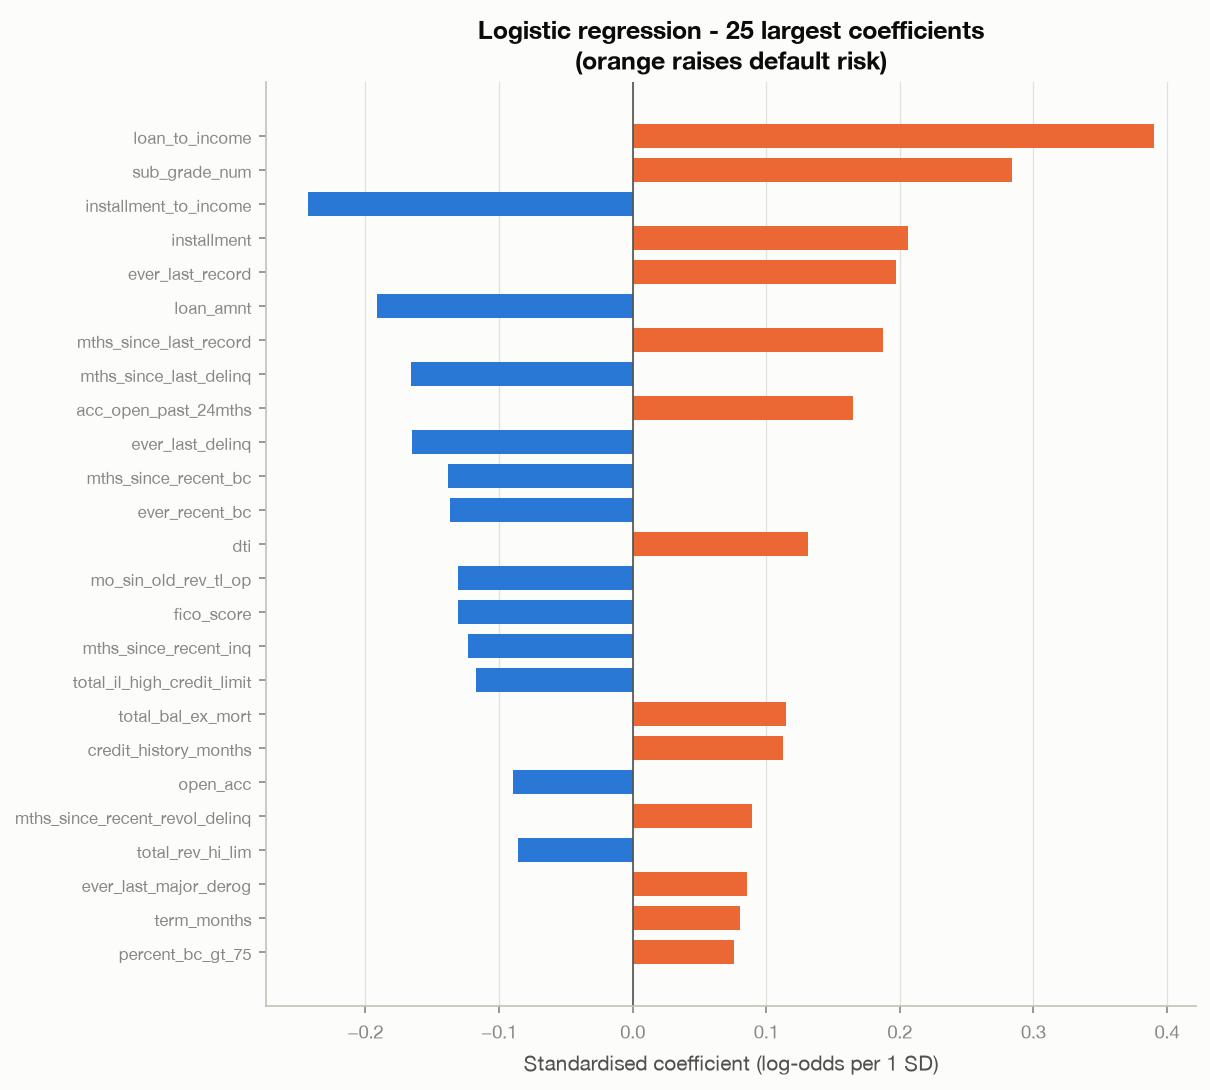 Logistic regression - 25 largest coefficients
(orange raises default risk)
loan_to_income
sub_grade_num
installment_to_income
installment
ever_last_record
loan_amnt
mths_since_last_record
mths_since_last_delinq
acc_open_past_24mths
ever_last_delinq
mths_since_recent_bc
ever_recent_bc
dti
mo_sin_old_rev_tl_op
fico_score
mths_since_recent_inq
total_il_high_credit_limit
total_bal_ex_mort
credit_history_months
open_acc
mths_since_recent_revol_delinq
total_rev_hi_lim
ever_last_major_derog
term_months
percent_bc_gt_75
−0.2 −0.1 0.0 0.1 0.2 0.3 0.4
Standardised coefficient (log-odds per 1 SD)